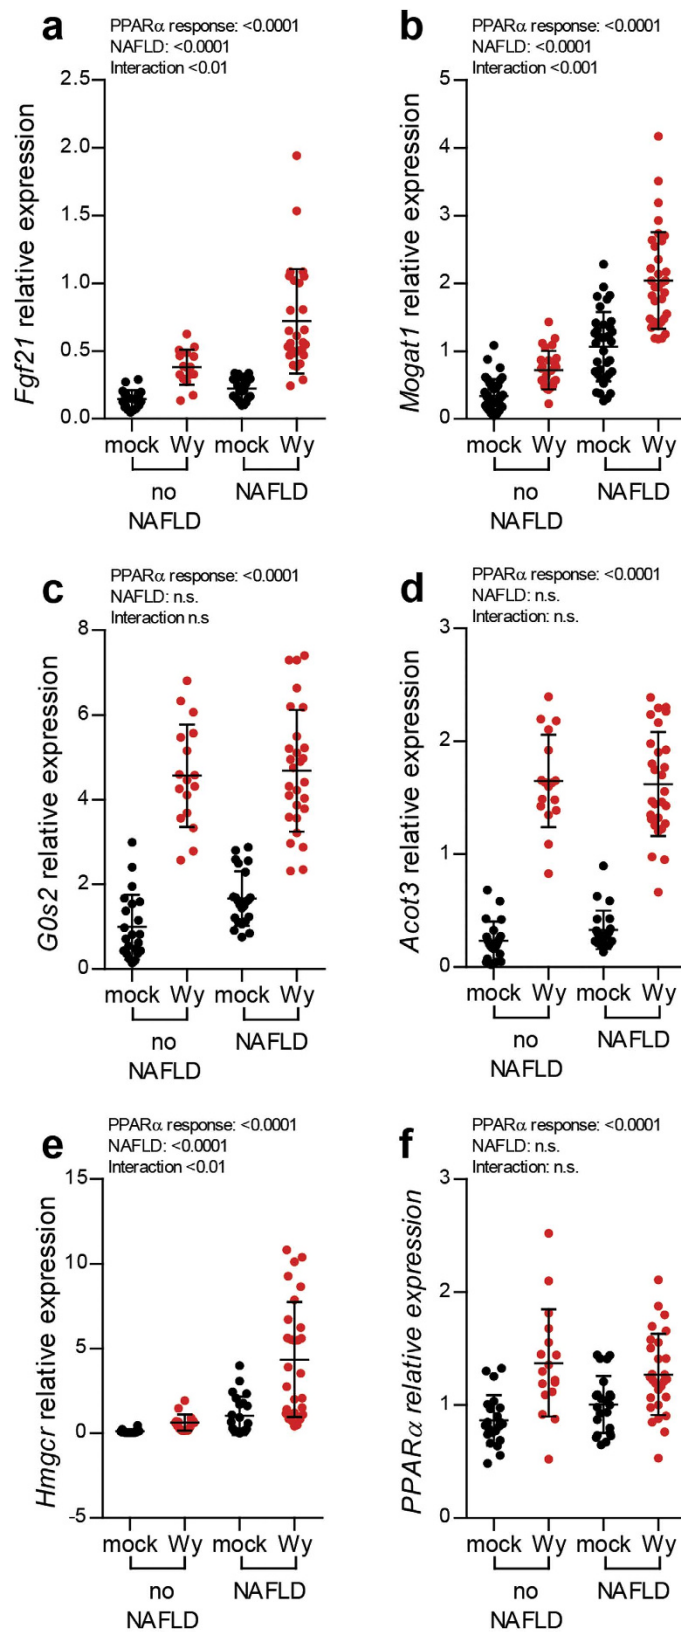 a
PPARα response: <0.0001
NAFLD: <0.0001
Interaction <0.01
Fgf21 relative expression
2.5
2.0
1.5
1.0
0.5
0.0
mock Wy mock Wy
no NAFLD
NAFLD
b
PPARα response: <0.0001
NAFLD: <0.0001
Interaction <0.001
Mogat1 relative expression
5
4
3
2
1
0
mock Wy mock Wy
no NAFLD
NAFLD
c
PPARα response: <0.0001
NAFLD: n.s.
Interaction n.s
G0s2 relative expression
8
6
4
2
0
mock Wy mock Wy
no NAFLD
NAFLD
d
PPARα response: <0.0001
NAFLD: n.s.
Interaction: n.s.
Acot3 relative expression
3
2
1
0
mock Wy mock Wy
no NAFLD
NAFLD
e
PPARα response: <0.0001
NAFLD: <0.0001
Interaction <0.01
Hmgcr relative expression
15
10
5
0
-5
mock Wy mock Wy
no NAFLD
NAFLD
f
PPARα response: <0.0001
NAFLD: n.s.
Interaction: n.s.
PPARα relative expression
3
2
1
0
mock Wy mock Wy
no NAFLD
NAFLD